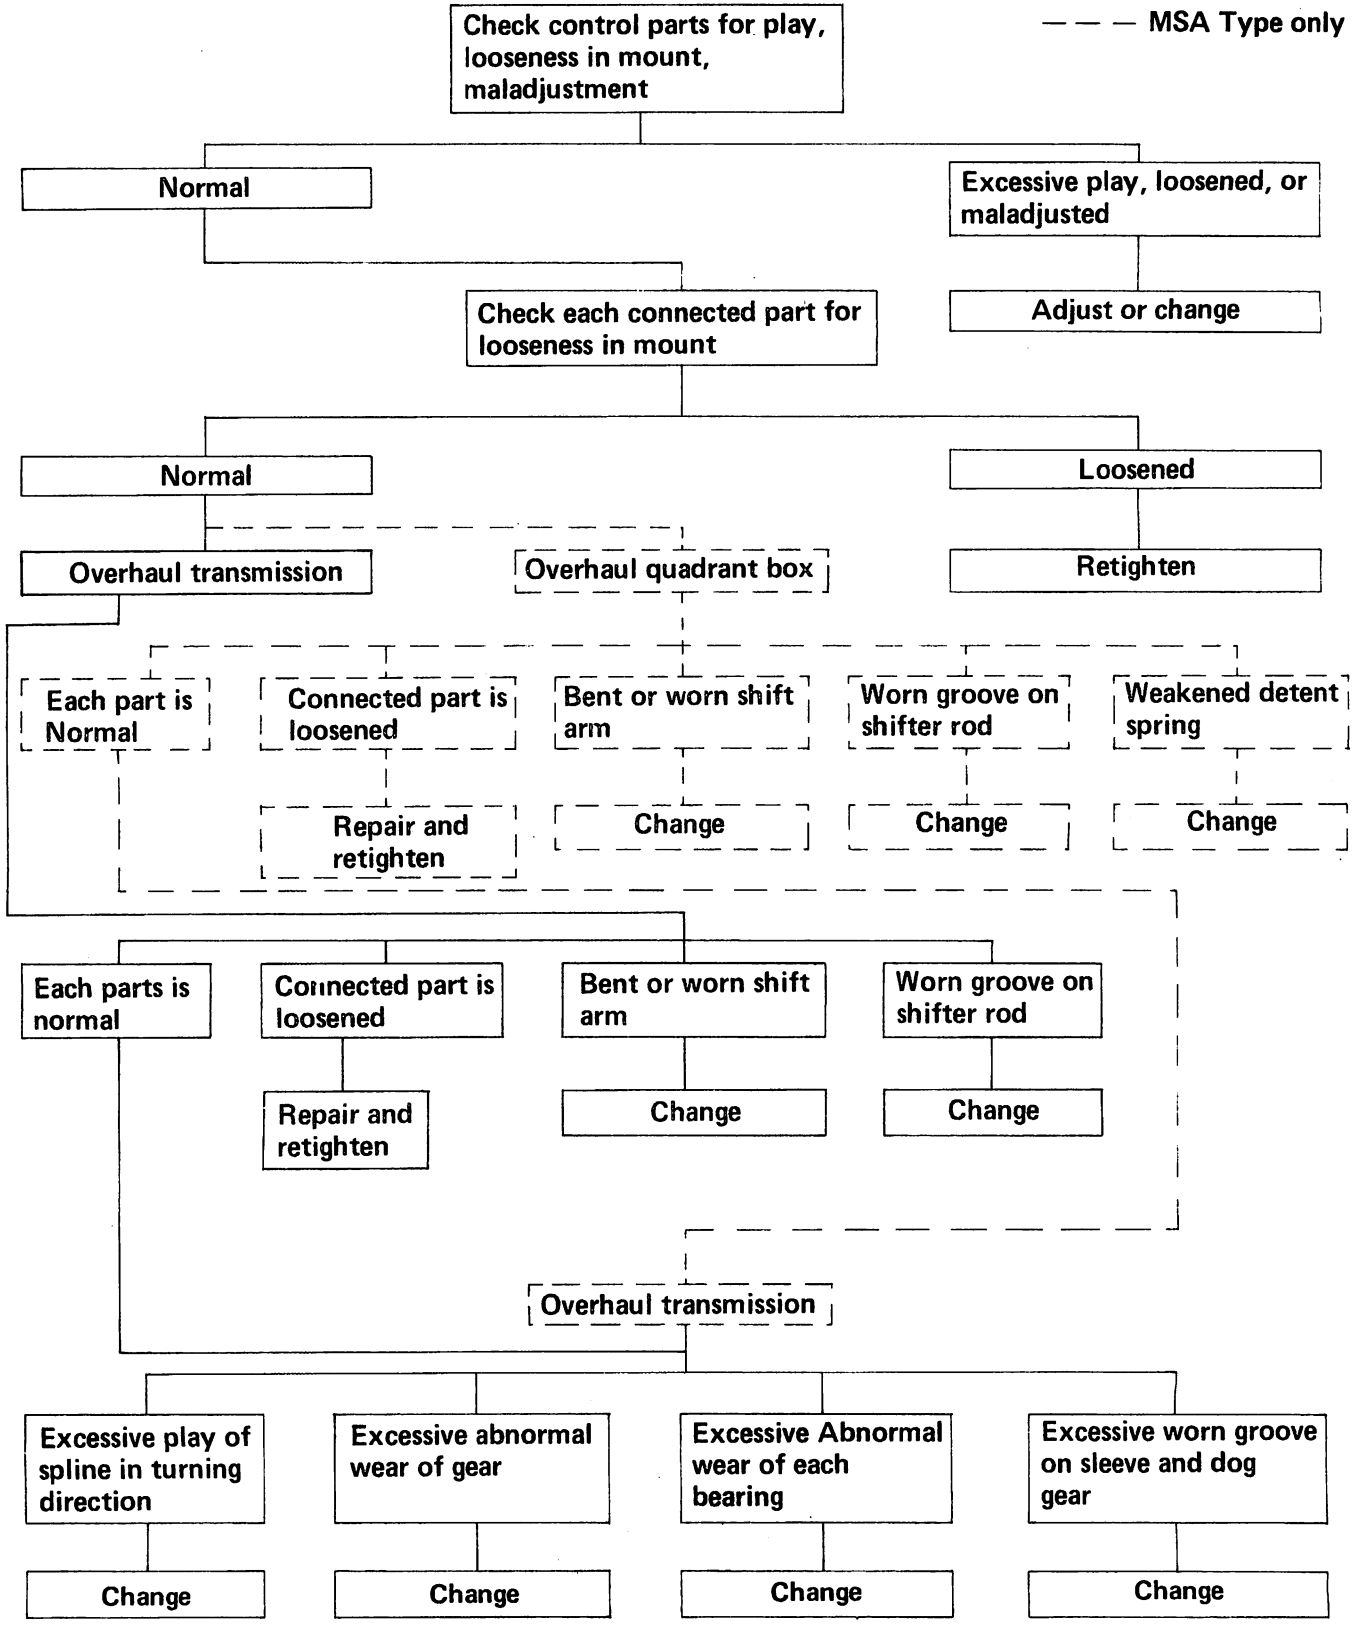 Check control parts for play,
looseness in mount,
maladjustment
— — — MSA Type only
Normal
Excessive play, loosened, or
maladjusted
Adjust or change
Check each connected part for
looseness in mount
Normal
Loosened
Overhaul transmission
Overhaul quadrant box
Retighten
Each part is
Normal
Connected part is
loosened
Bent or worn shift
arm
Worn groove on
shifter rod
Weakened detent
spring
Repair and
retighten
Change
Change
Change
Each parts is
normal
Connected part is
loosened
Bent or worn shift
arm
Worn groove on
shifter rod
Repair and
retighten
Change
Change
Overhaul transmission
Excessive play of
spline in turning
direction
Excessive abnormal
wear of gear
Excessive Abnormal
wear of each
bearing
Excessive worn groove
on sleeve and dog
gear
Change
Change
Change
Change